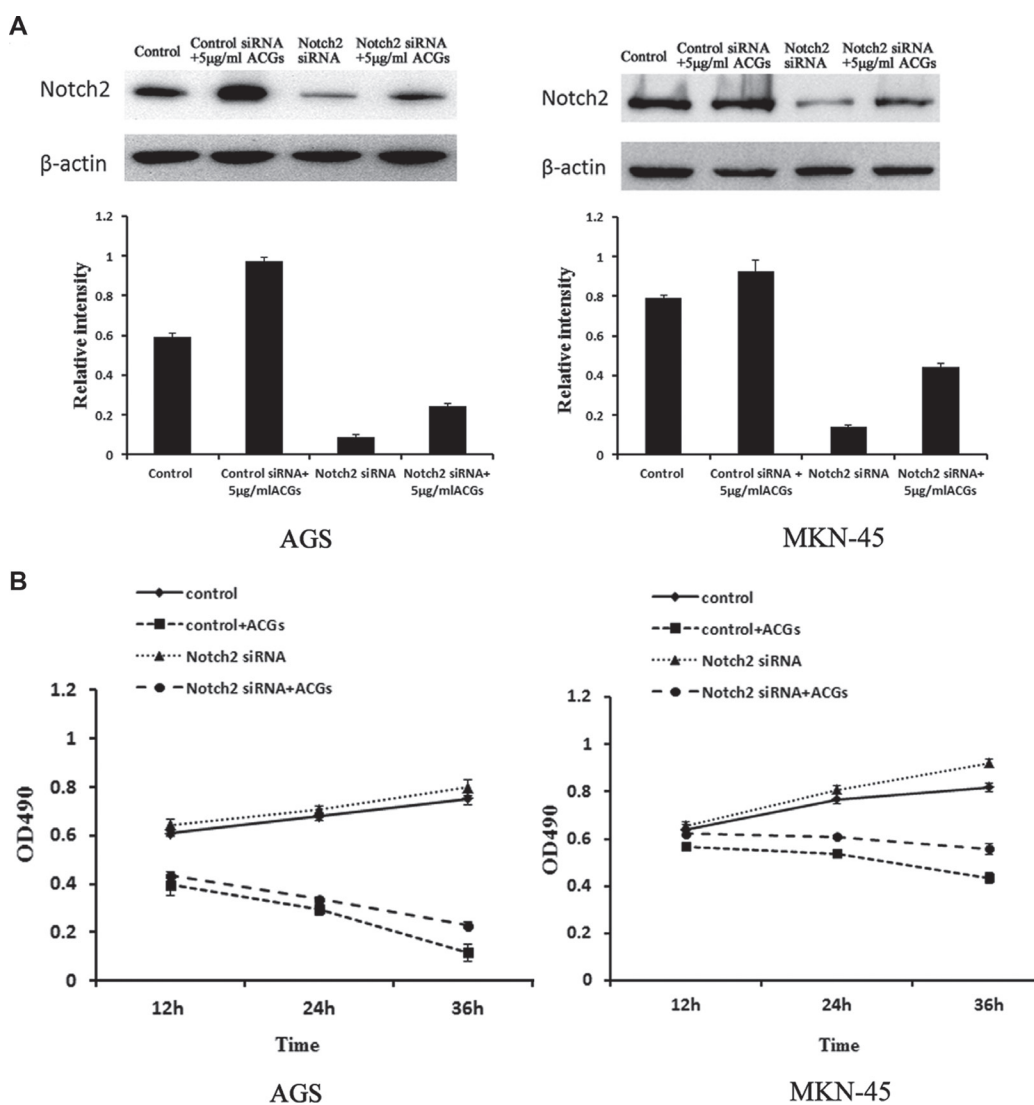 A
Control
Control siRNA
+5μg/ml ACGs
Notch2
siRNA
Notch2 siRNA
+5μg/ml ACGs
Notch2
β-actin
Relative intensity
1.2
1
0.8
0.6
0.4
0.2
0
Control
Control siRNA+
5μg/mlACGs
Notch2 siRNA
Notch2 siRNA+
5μg/mlACGs
AGS
Control
Control siRNA
+5μg/ml ACGs
Notch2
siRNA
Notch2 siRNA
+5μg/ml ACGs
Notch2
β-actin
Relative intensity
1.2
1
0.8
0.6
0.4
0.2
0
Control
Control siRNA +
5μg/mlACGs
Notch2 siRNA
Notch2 siRNA+
5μg/mlACGs
MKN-45
B
control
control+ACGs
Notch2 siRNA
Notch2 siRNA+ACGs
OD490
1.2
1
0.8
0.6
0.4
0.2
0
12h
24h
36h
Time
AGS
control
control+ACGs
Notch2 siRNA
Notch2 siRNA+ACGs
OD490
1.2
1
0.8
0.6
0.4
0.2
0
12h
24h
36h
Time
MKN-45